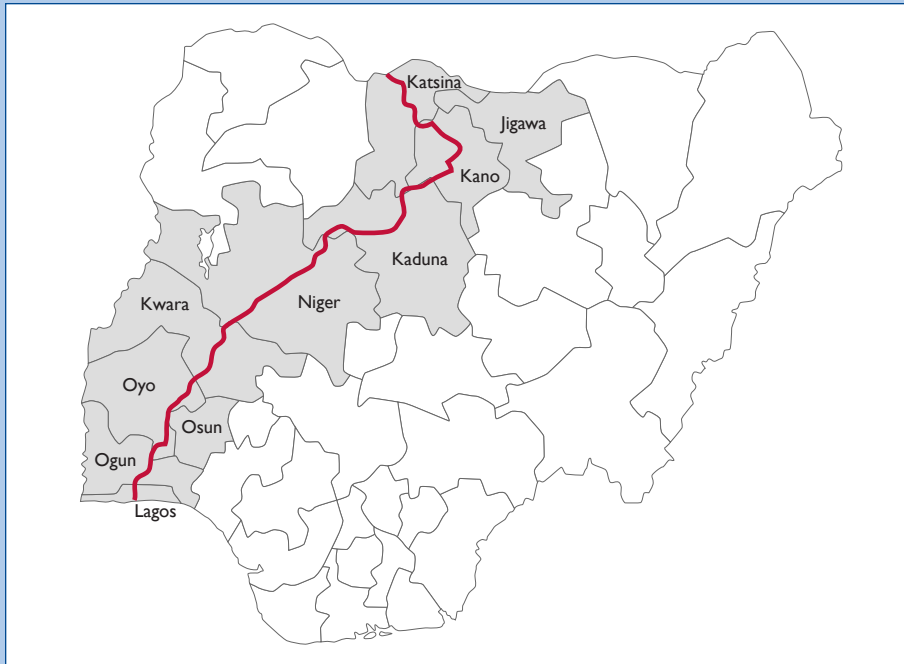 Katsina
Jigawa
Kano
Kaduna
Niger
Kwara
Oyo
Osun
Ogun
Lagos